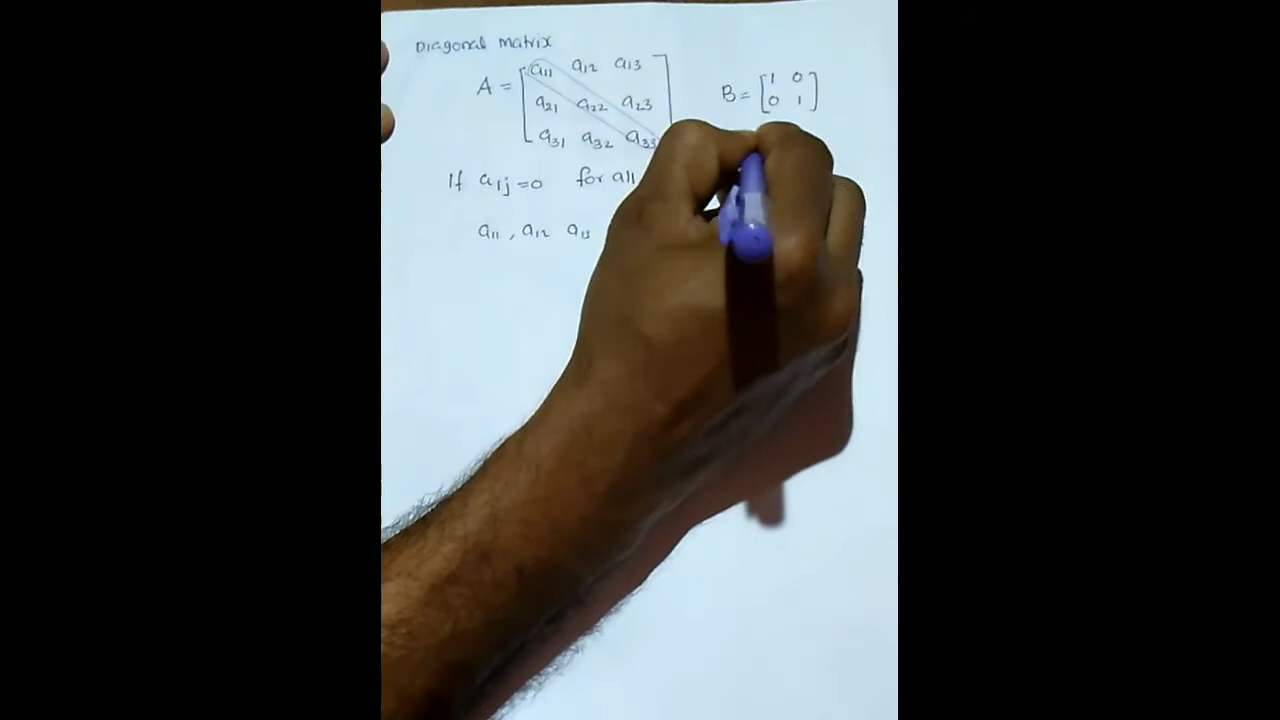 Diagonal matrix
A = [ a11 a12 a13
a21 a22 a23
a31 a32 a33
B = [ 1 0
0 1 ]
If aij = 0 for all
a11 , a12 a13